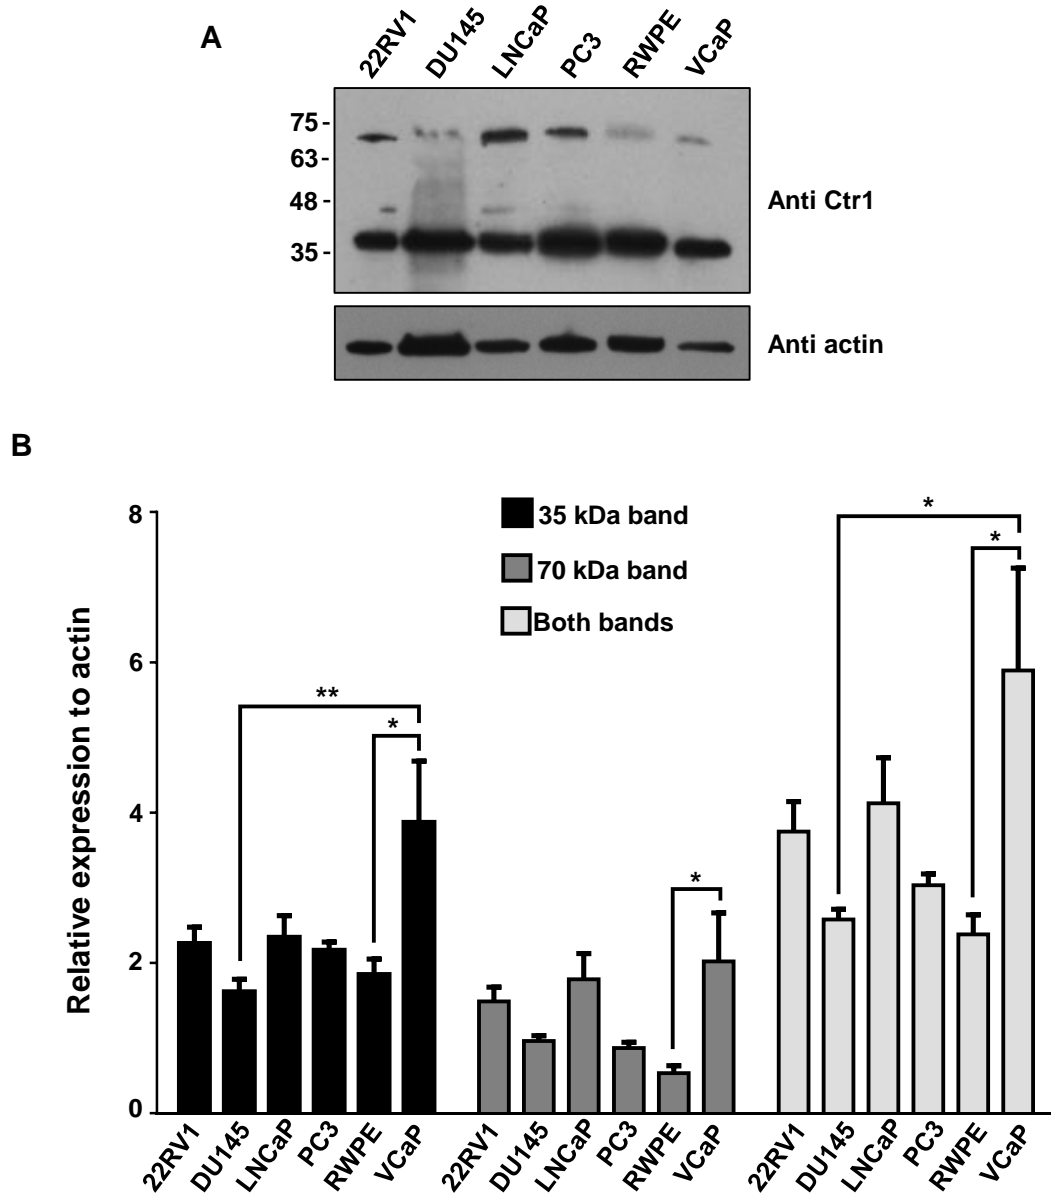 A
22RV1 DU145 LNCaP PC3 RWPE VCaP
75-
63-
48-
35-
Anti Ctr1
Anti actin
B
Relative expression to actin
8
6
4
2
0
35 kDa band
70 kDa band
Both bands
**
*
*
*
*
22RV1 DU145 LNCaP PC3 RWPE VCaP 22RV1 DU145 LNCaP PC3 RWPE VCaP 22RV1 DU145 LNCaP PC3 RWPE VCaP